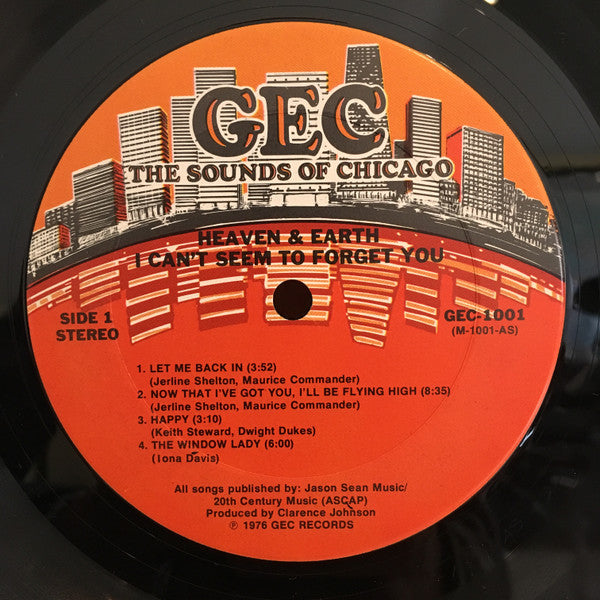 GEC
THE SOUNDS OF CHICAGO
HEAVEN & EARTH
I CAN'T SEEM TO FORGET YOU
SIDE 1
STEREO
GEC-1001
(M-1001-AS)
1. LET ME BACK IN (3:52)
(Jerline Shelton, Maurice Commander)
2. NOW THAT I'VE GOT YOU, I'LL BE FLYING HIGH (8:35)
(Jerline Shelton, Maurice Commander)
3. HAPPY (3:10)
(Keith Steward, Dwight Dukes)
4. THE WINDOW LADY (6:00)
(Iona Davis)
All songs published by: Jason Sean Music/
20th Century Music (ASCAP)
Produced by Clarence Johnson
℗ 1976 GEC RECORDS